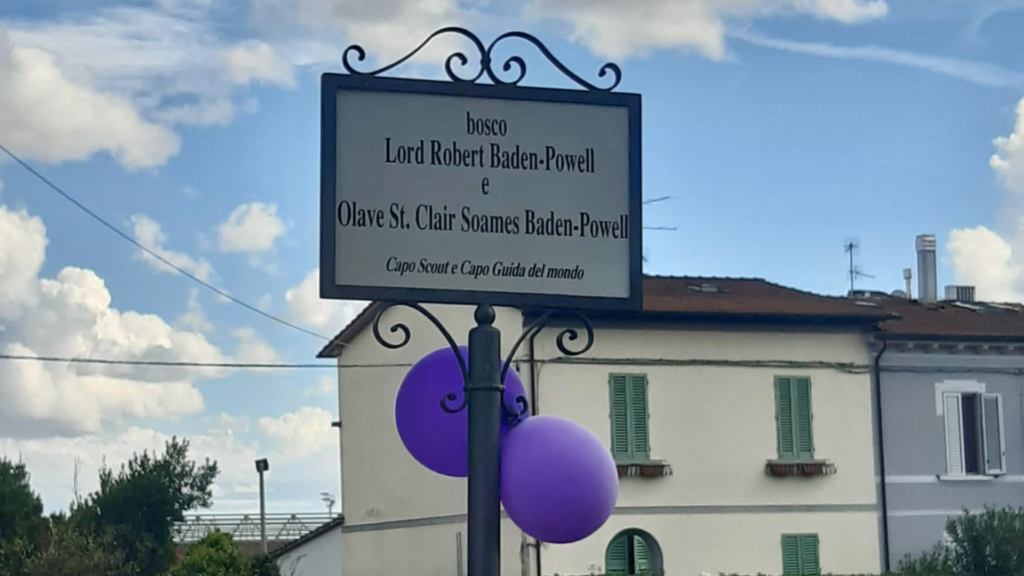 bosco
Lord Robert Baden-Powell
e
Olave St. Clair Soames Baden-Powell
Capo Scout e Capo Guida del mondo